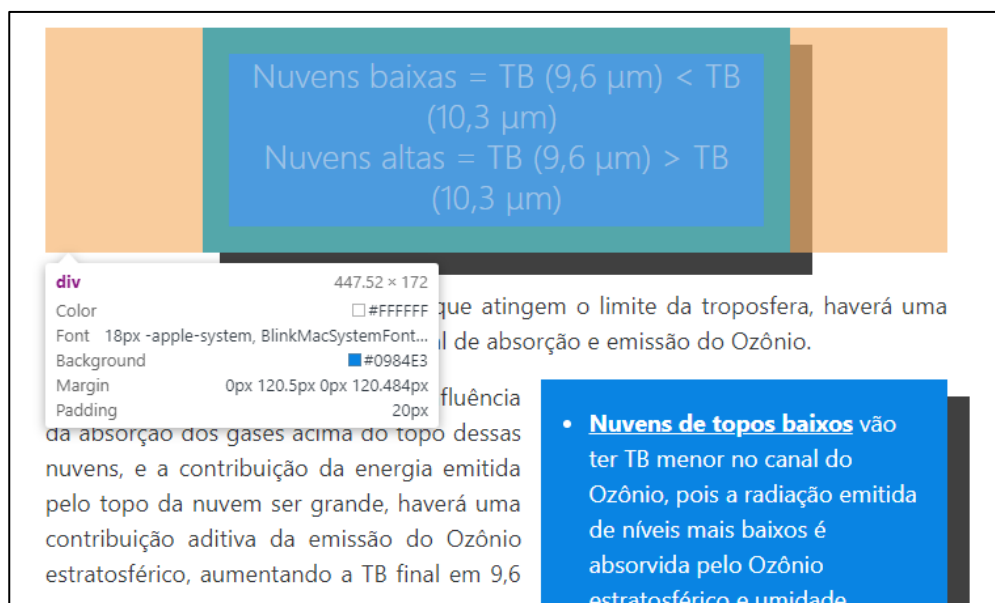 Nuvens baixas = TB (9,6 µm) < TB
(10,3 µm)
Nuvens altas = TB (9,6 µm) > TB
(10,3 µm)
div 447.52 × 172
Color #FFFFFF
Font 18px -apple-system, BlinkMacSystemFont...
Background #0984E3
Margin 0px 120.5px 0px 120.484px
Padding 20px
que atingem o limite da troposfera, haverá uma
de absorção e emissão do Ozônio.
fluência
da absorção dos gases acima do topo dessas
nuvens, e a contribuição da energia emitida
pelo topo da nuvem ser grande, haverá uma
contribuição aditiva da emissão do Ozônio
estratosférico, aumentando a TB final em 9,6
• Nuvens de topos baixos vão
ter TB menor no canal do
Ozônio, pois a radiação emitida
de níveis mais baixos é
absorvida pelo Ozônio
estratosférico e umidade